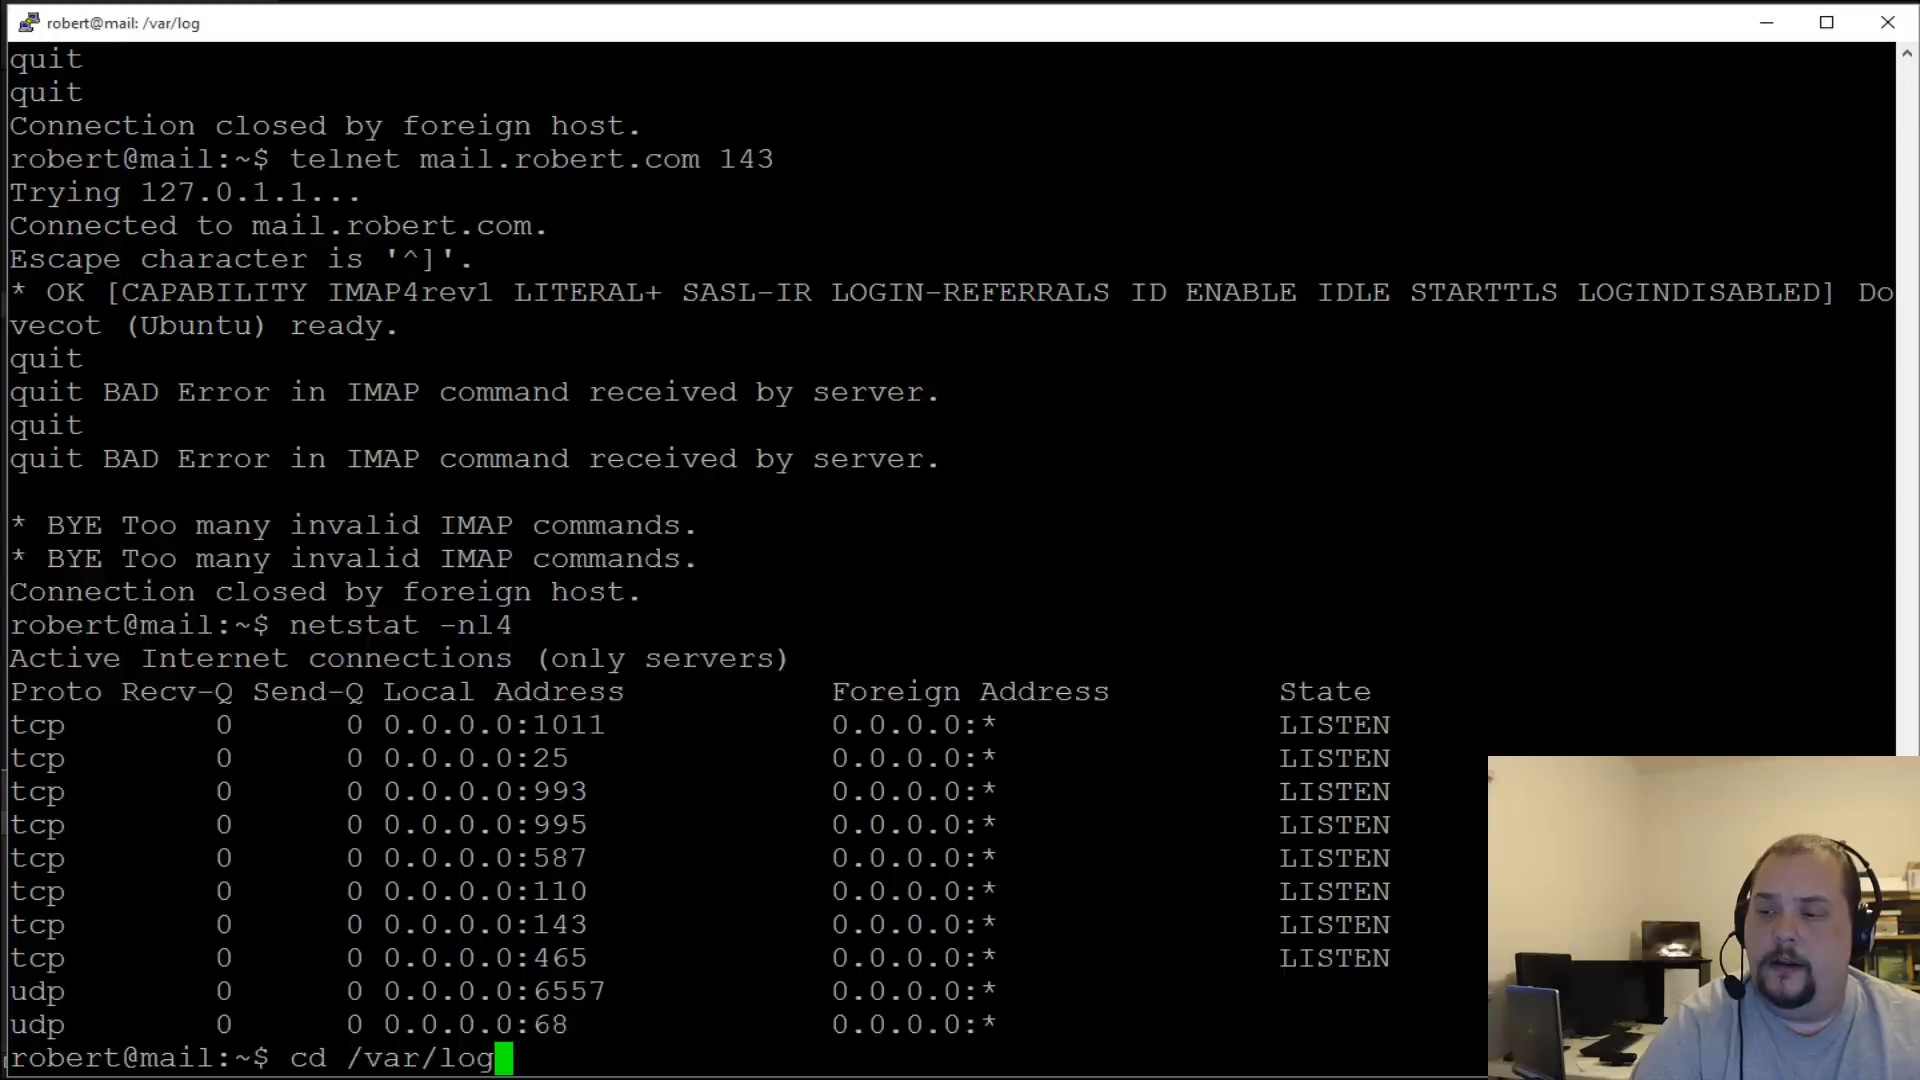 robert@mail: /var/log
quit
quit
Connection closed by foreign host.
robert@mail:~$ telnet mail.robert.com 143
Trying 127.0.1.1...
Connected to mail.robert.com.
Escape character is '^]'.
* OK [CAPABILITY IMAP4rev1 LITERAL+ SASL-IR LOGIN-REFERRALS ID ENABLE IDLE STARTTLS LOGINDISABLED] Do
vecot (Ubuntu) ready.
quit
quit BAD Error in IMAP command received by server.
quit
quit BAD Error in IMAP command received by server.
* BYE Too many invalid IMAP commands.
* BYE Too many invalid IMAP commands.
Connection closed by foreign host.
robert@mail:~$ netstat -nl4
Active Internet connections (only servers)
Proto Recv-Q Send-Q Local Address Foreign Address State
tcp 0 0 0.0.0.0:1011 0.0.0.0:* LISTEN
tcp 0 0 0.0.0.0:25 0.0.0.0:* LISTEN
tcp 0 0 0.0.0.0:993 0.0.0.0:* LISTEN
tcp 0 0 0.0.0.0:995 0.0.0.0:* LISTEN
tcp 0 0 0.0.0.0:587 0.0.0.0:* LISTEN
tcp 0 0 0.0.0.0:110 0.0.0.0:* LISTEN
tcp 0 0 0.0.0.0:143 0.0.0.0:* LISTEN
tcp 0 0 0.0.0.0:465 0.0.0.0:* LISTEN
udp 0 0 0.0.0.0:6557 0.0.0.0:*
udp 0 0 0.0.0.0:68 0.0.0.0:*
robert@mail:~$ cd /var/log